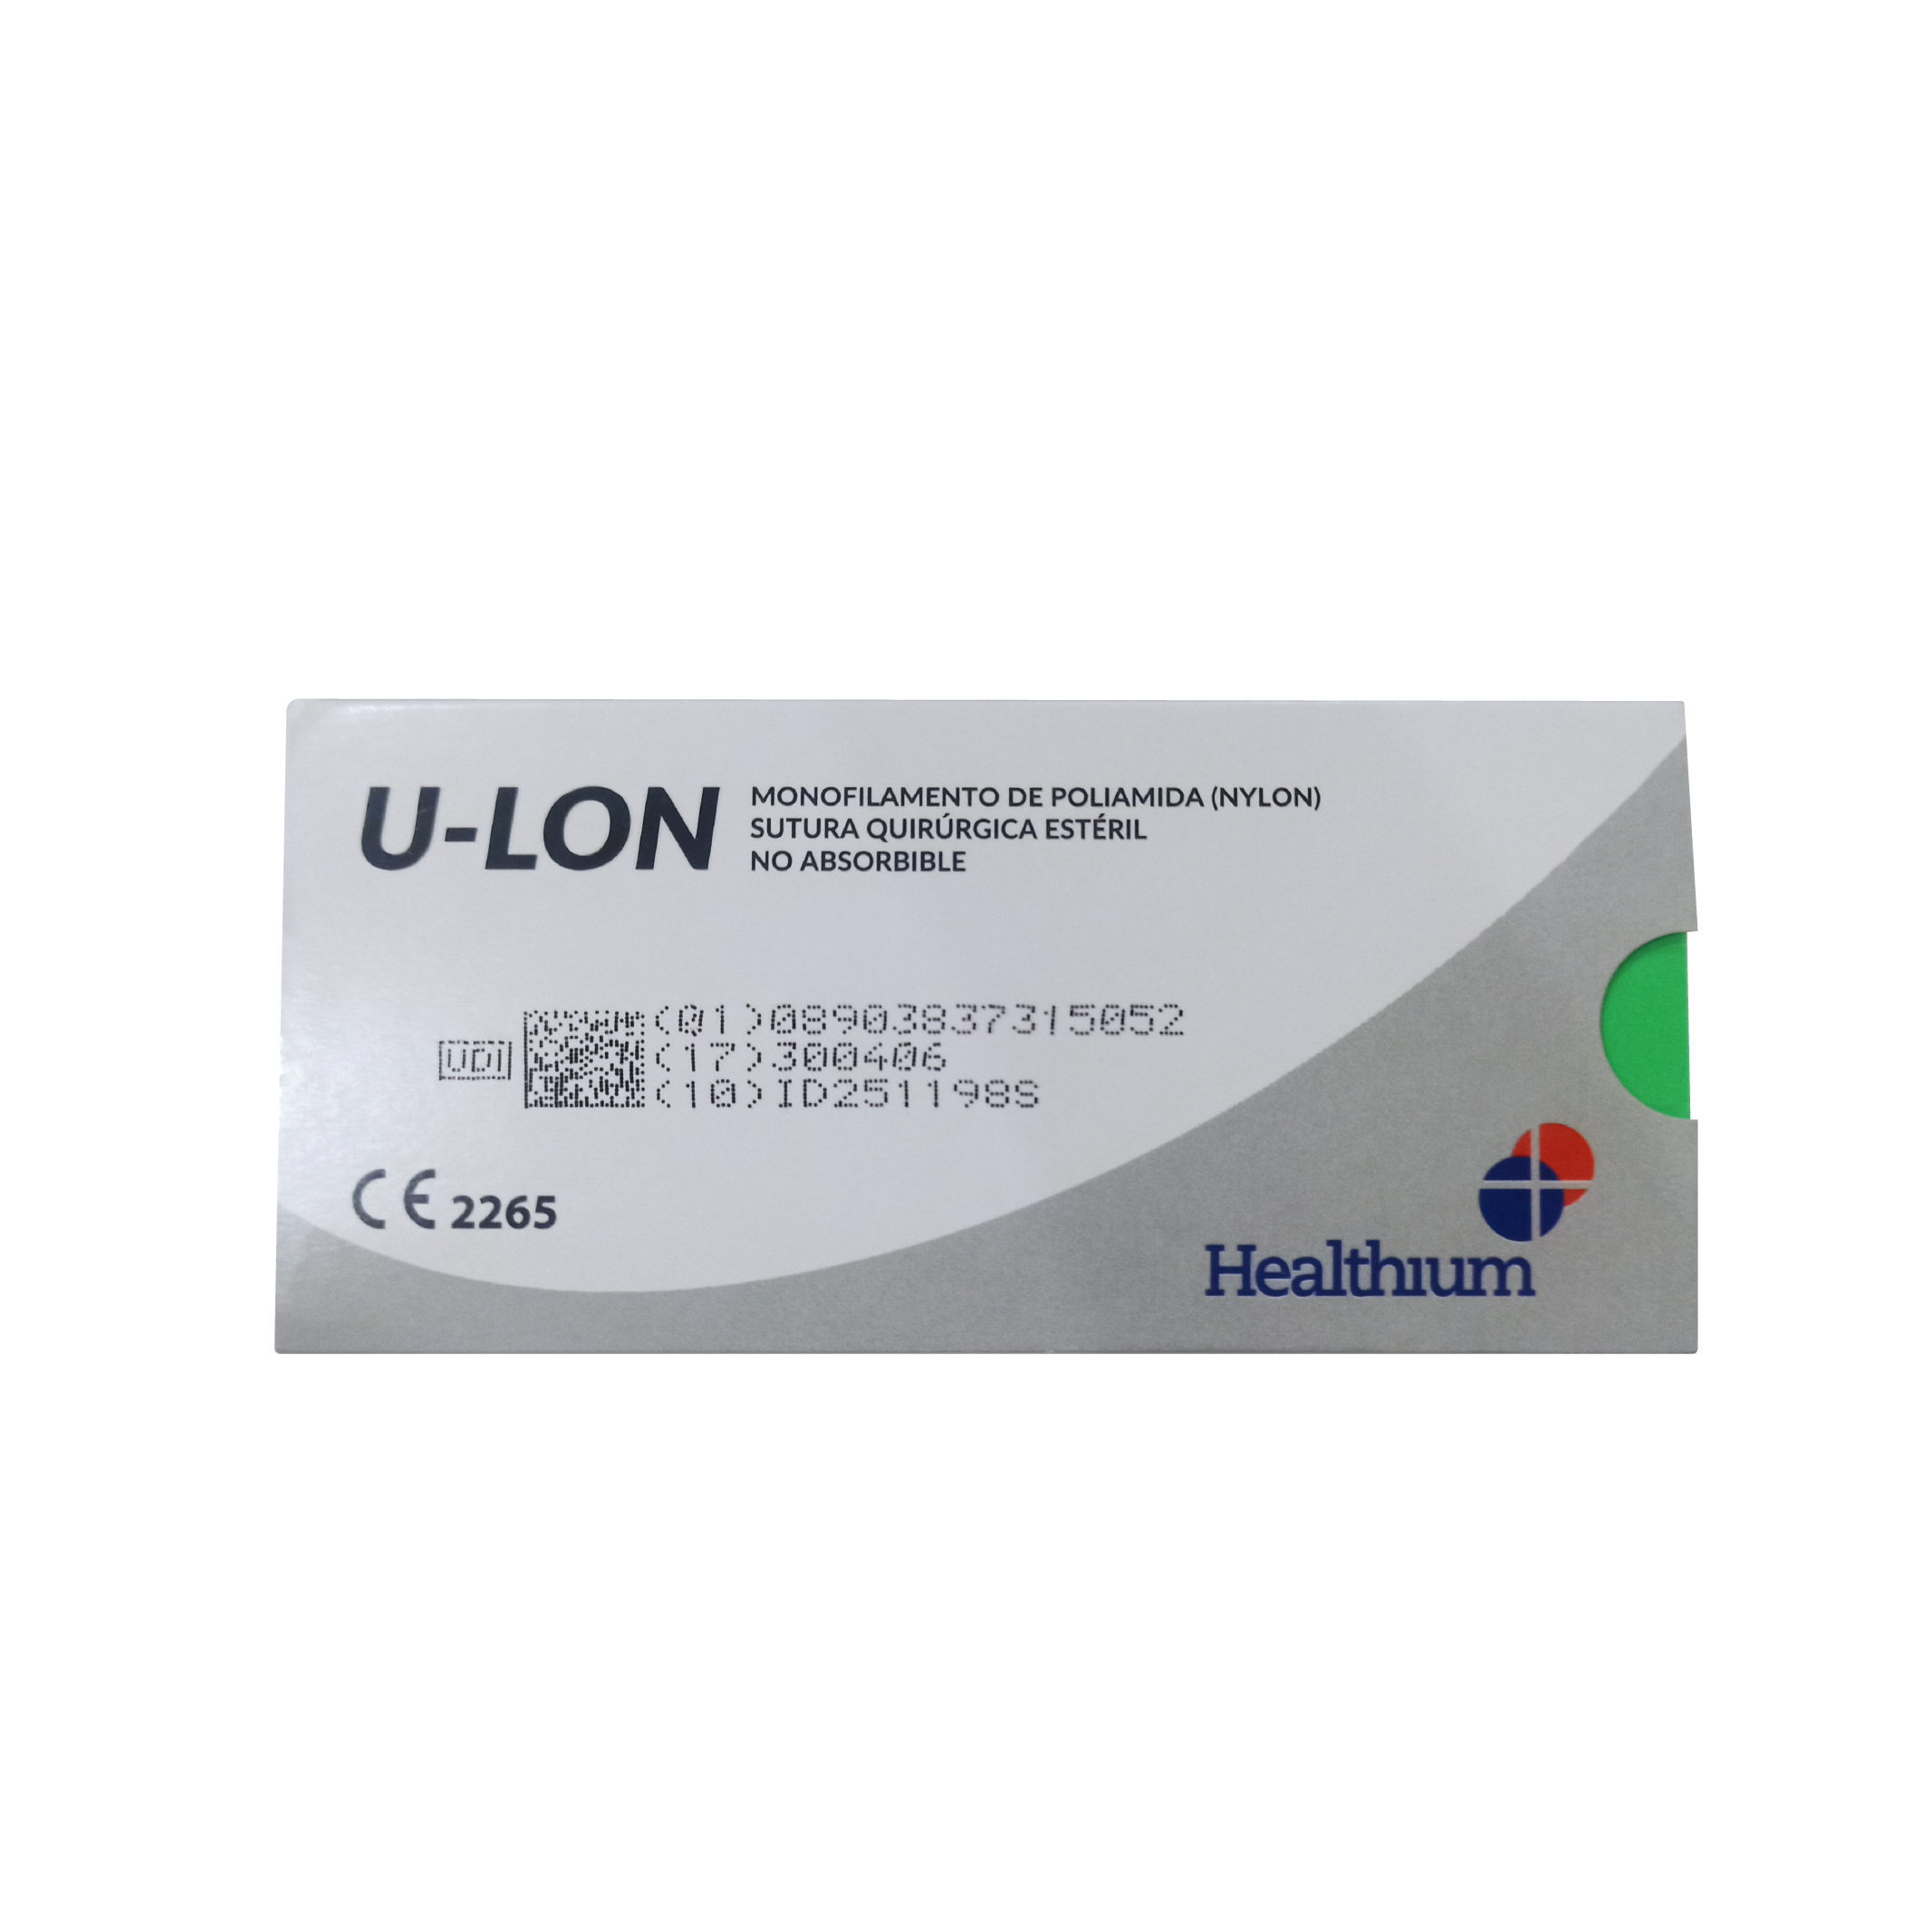 U-LON
MONOFILAMENTO DE POLIAMIDA (NYLON)
SUTURA QUIRÚRGICA ESTÉRIL
NO ABSORBIBLE
UDI
(01)08903837315052
(17)300406
(10)ID251198S
CE 2265
Healthium